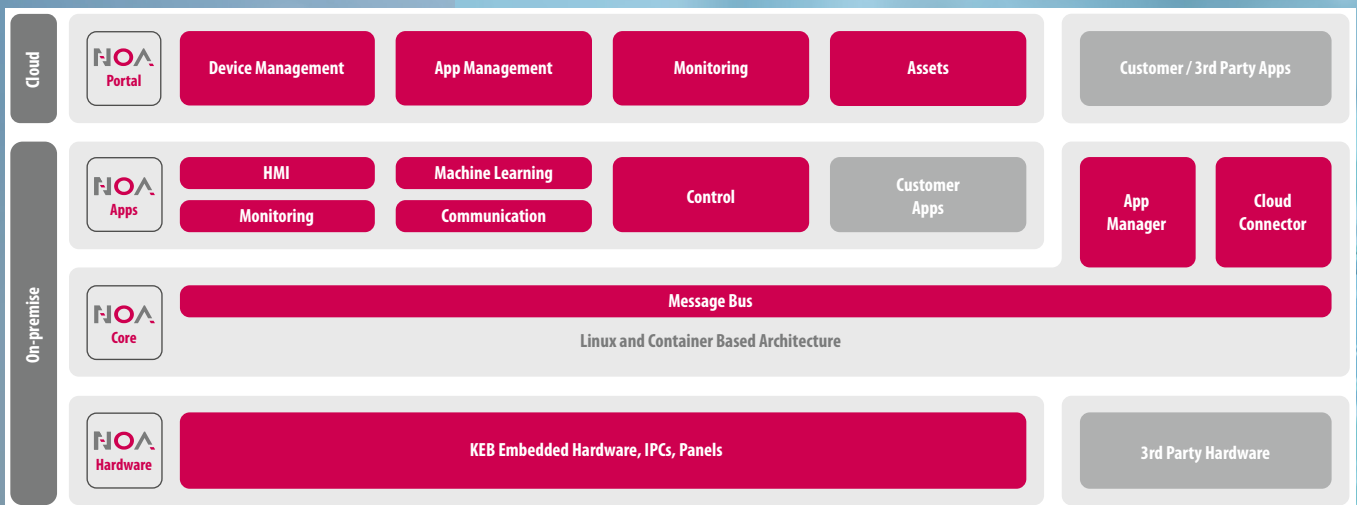 Cloud
NOA
Portal
Device Management
App Management
Monitoring
Assets
Customer / 3rd Party Apps
On-premise
NOA
Apps
HMI
Monitoring
Machine Learning
Communication
Control
Customer
Apps
App
Manager
Cloud
Connector
NOA
Core
Message Bus
Linux and Container Based Architecture
NOA
Hardware
KEB Embedded Hardware, IPCs, Panels
3rd Party Hardware